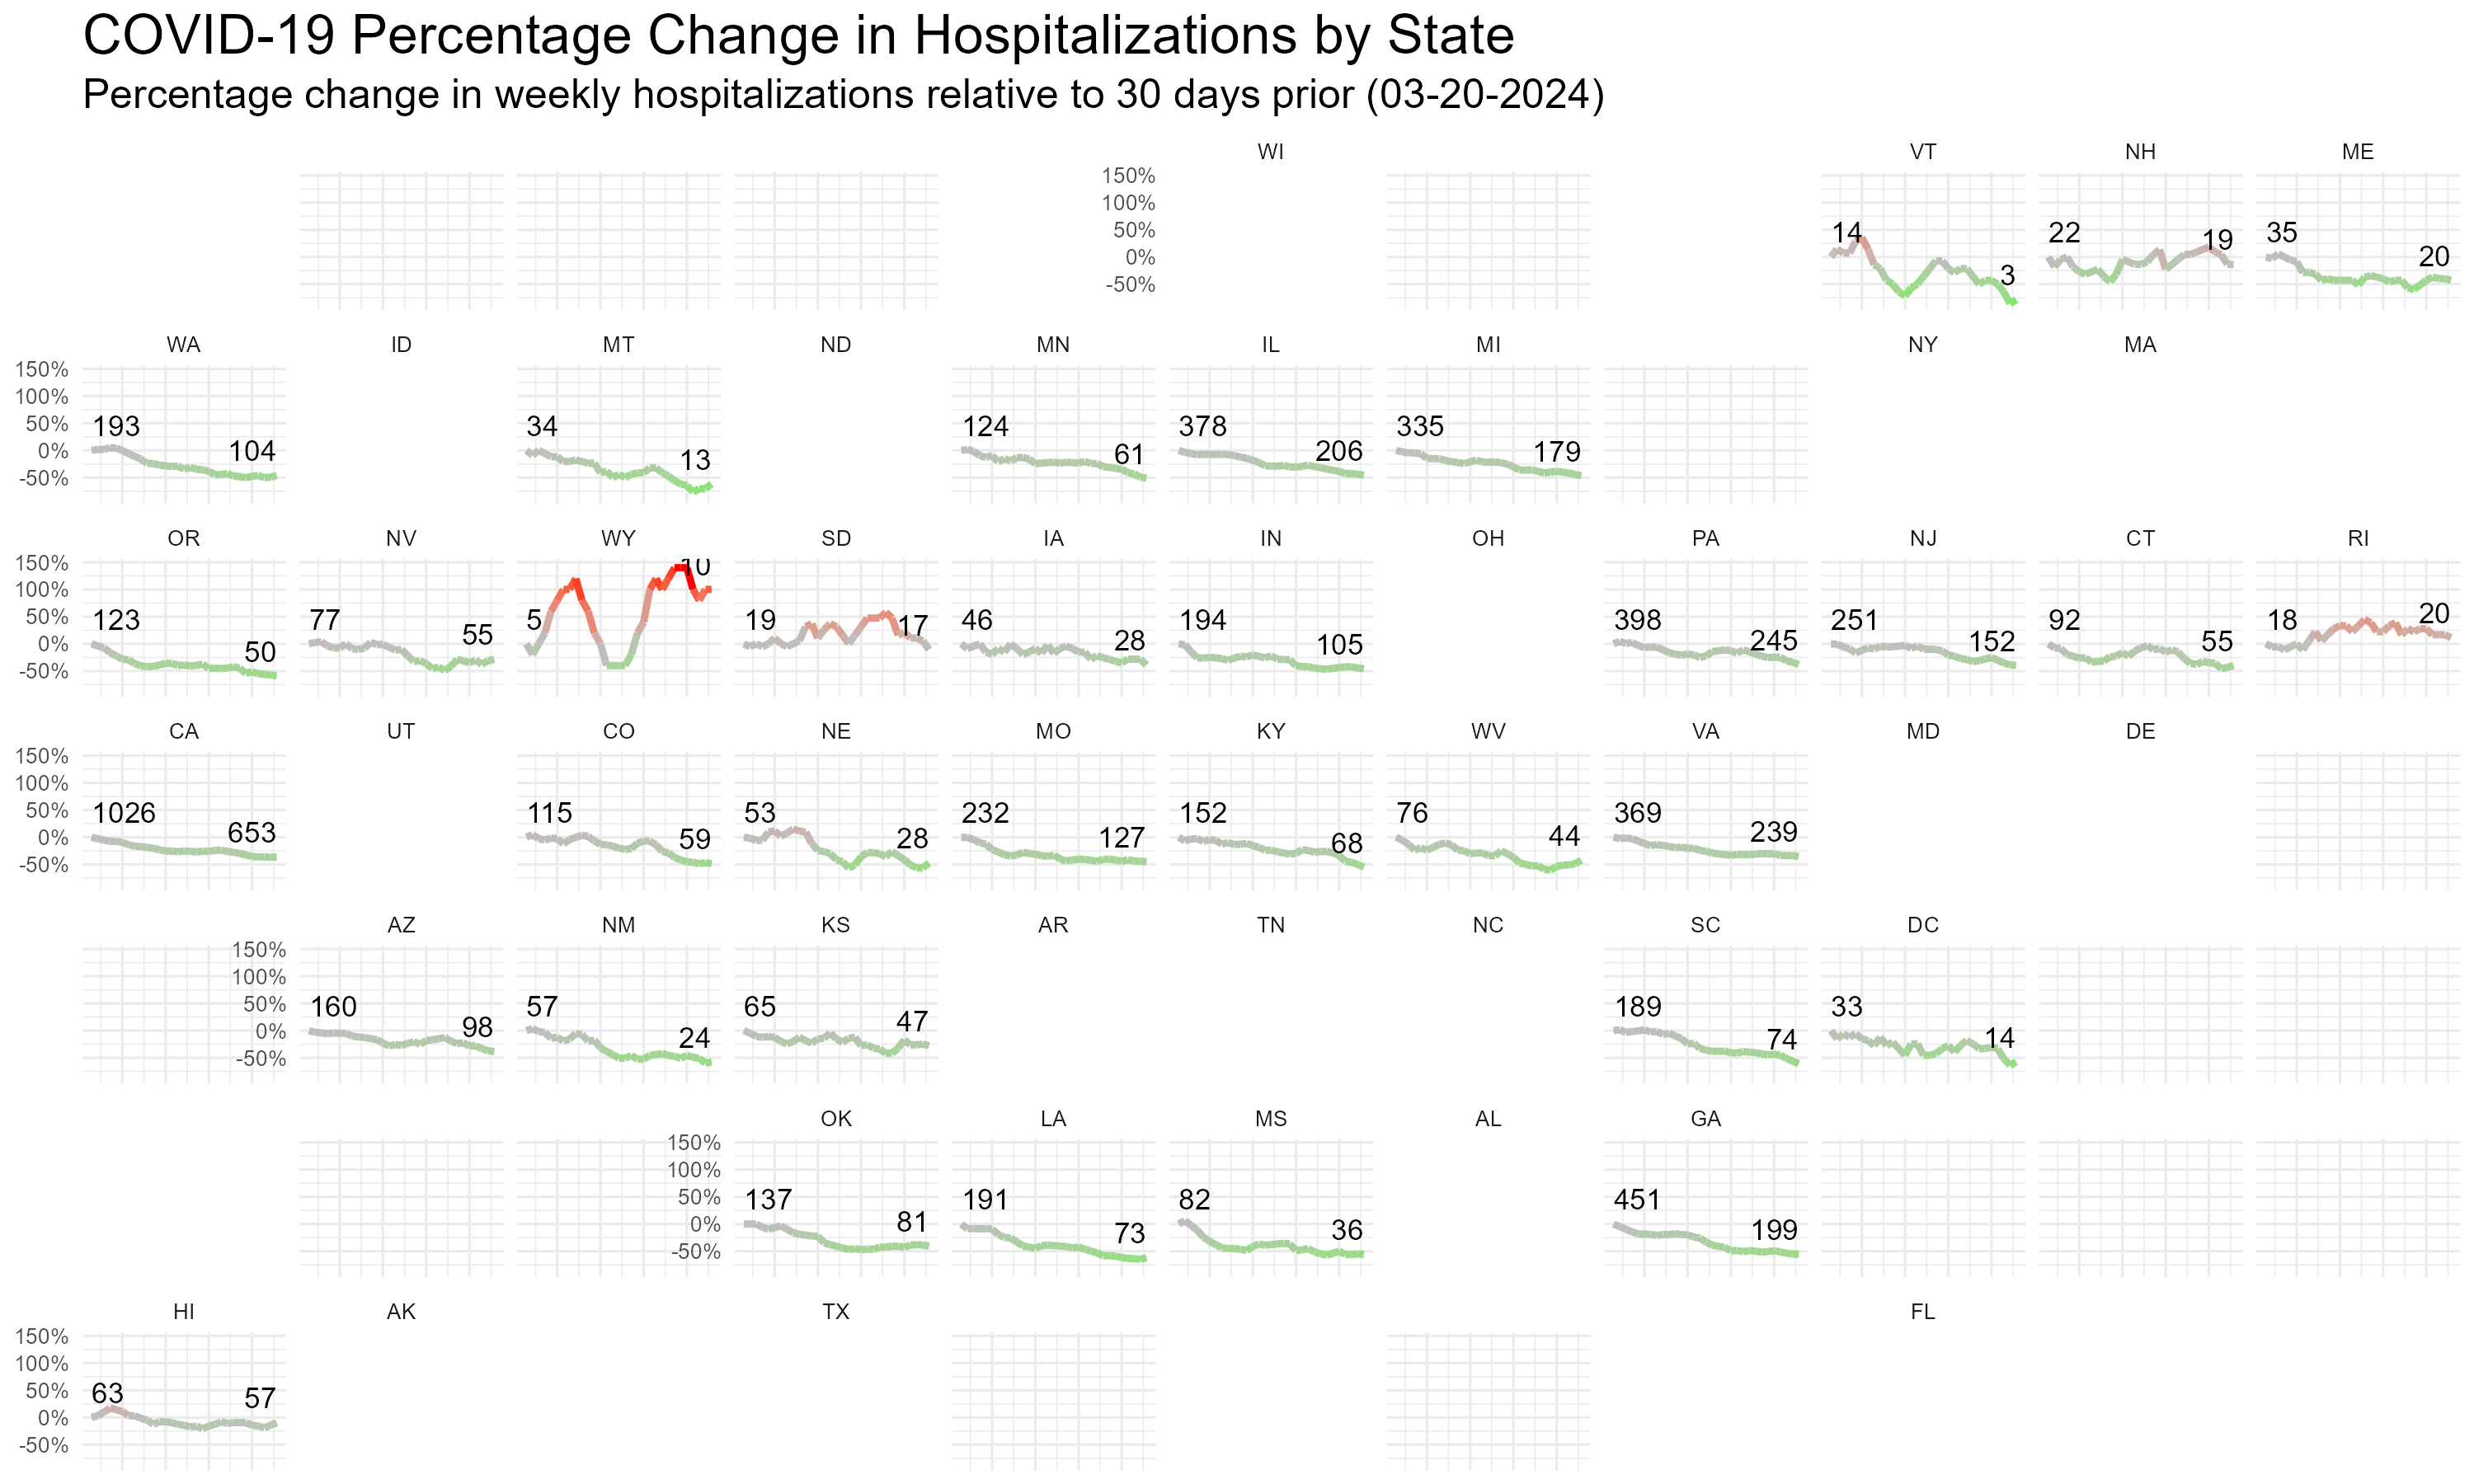 COVID-19 Percentage Change in Hospitalizations by State
Percentage change in weekly hospitalizations relative to 30 days prior (03-20-2024)
WI VT NH ME
150%
100%
50%
0%
-50%
14 3 22 19 35 20
WA ID MT ND MN IL MI NY MA
150%
100%
50%
0%
-50%
193 104 34 13 124 61 378 206 335 179
OR NV WY SD IA IN OH PA NJ CT RI
150%
100%
50%
0%
-50%
123 50 77 55 5 10 19 17 46 28 194 105 398 245 251 152 92 55 18 20
CA UT CO NE MO KY WV VA MD DE
150%
100%
50%
0%
-50%
1026 653 115 59 53 28 232 127 152 68 76 44 369 239
AZ NM KS AR TN NC SC DC
150%
100%
50%
0%
-50%
160 98 57 24 65 47 189 74 33 14
OK LA MS AL GA
150%
100%
50%
0%
-50%
137 81 191 73 82 36 451 199
HI AK TX FL
150%
100%
50%
0%
-50%
63 57